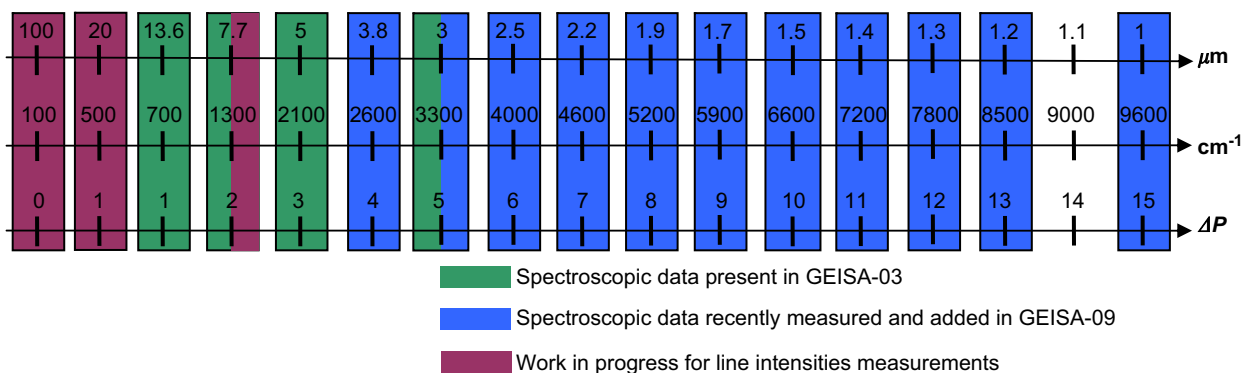 100 20 13.6 7.7 5 3.8 3 2.5 2.2 1.9 1.7 1.5 1.4 1.3 1.2 1.1 1 μm
100 500 700 1300 2100 2600 3300 4000 4600 5200 5900 6600 7200 7800 8500 9000 9600 cm⁻¹
0 1 1 2 3 4 5 6 7 8 9 10 11 12 13 14 15 ΔP
Spectroscopic data present in GEISA-03
Spectroscopic data recently measured and added in GEISA-09
Work in progress for line intensities measurements